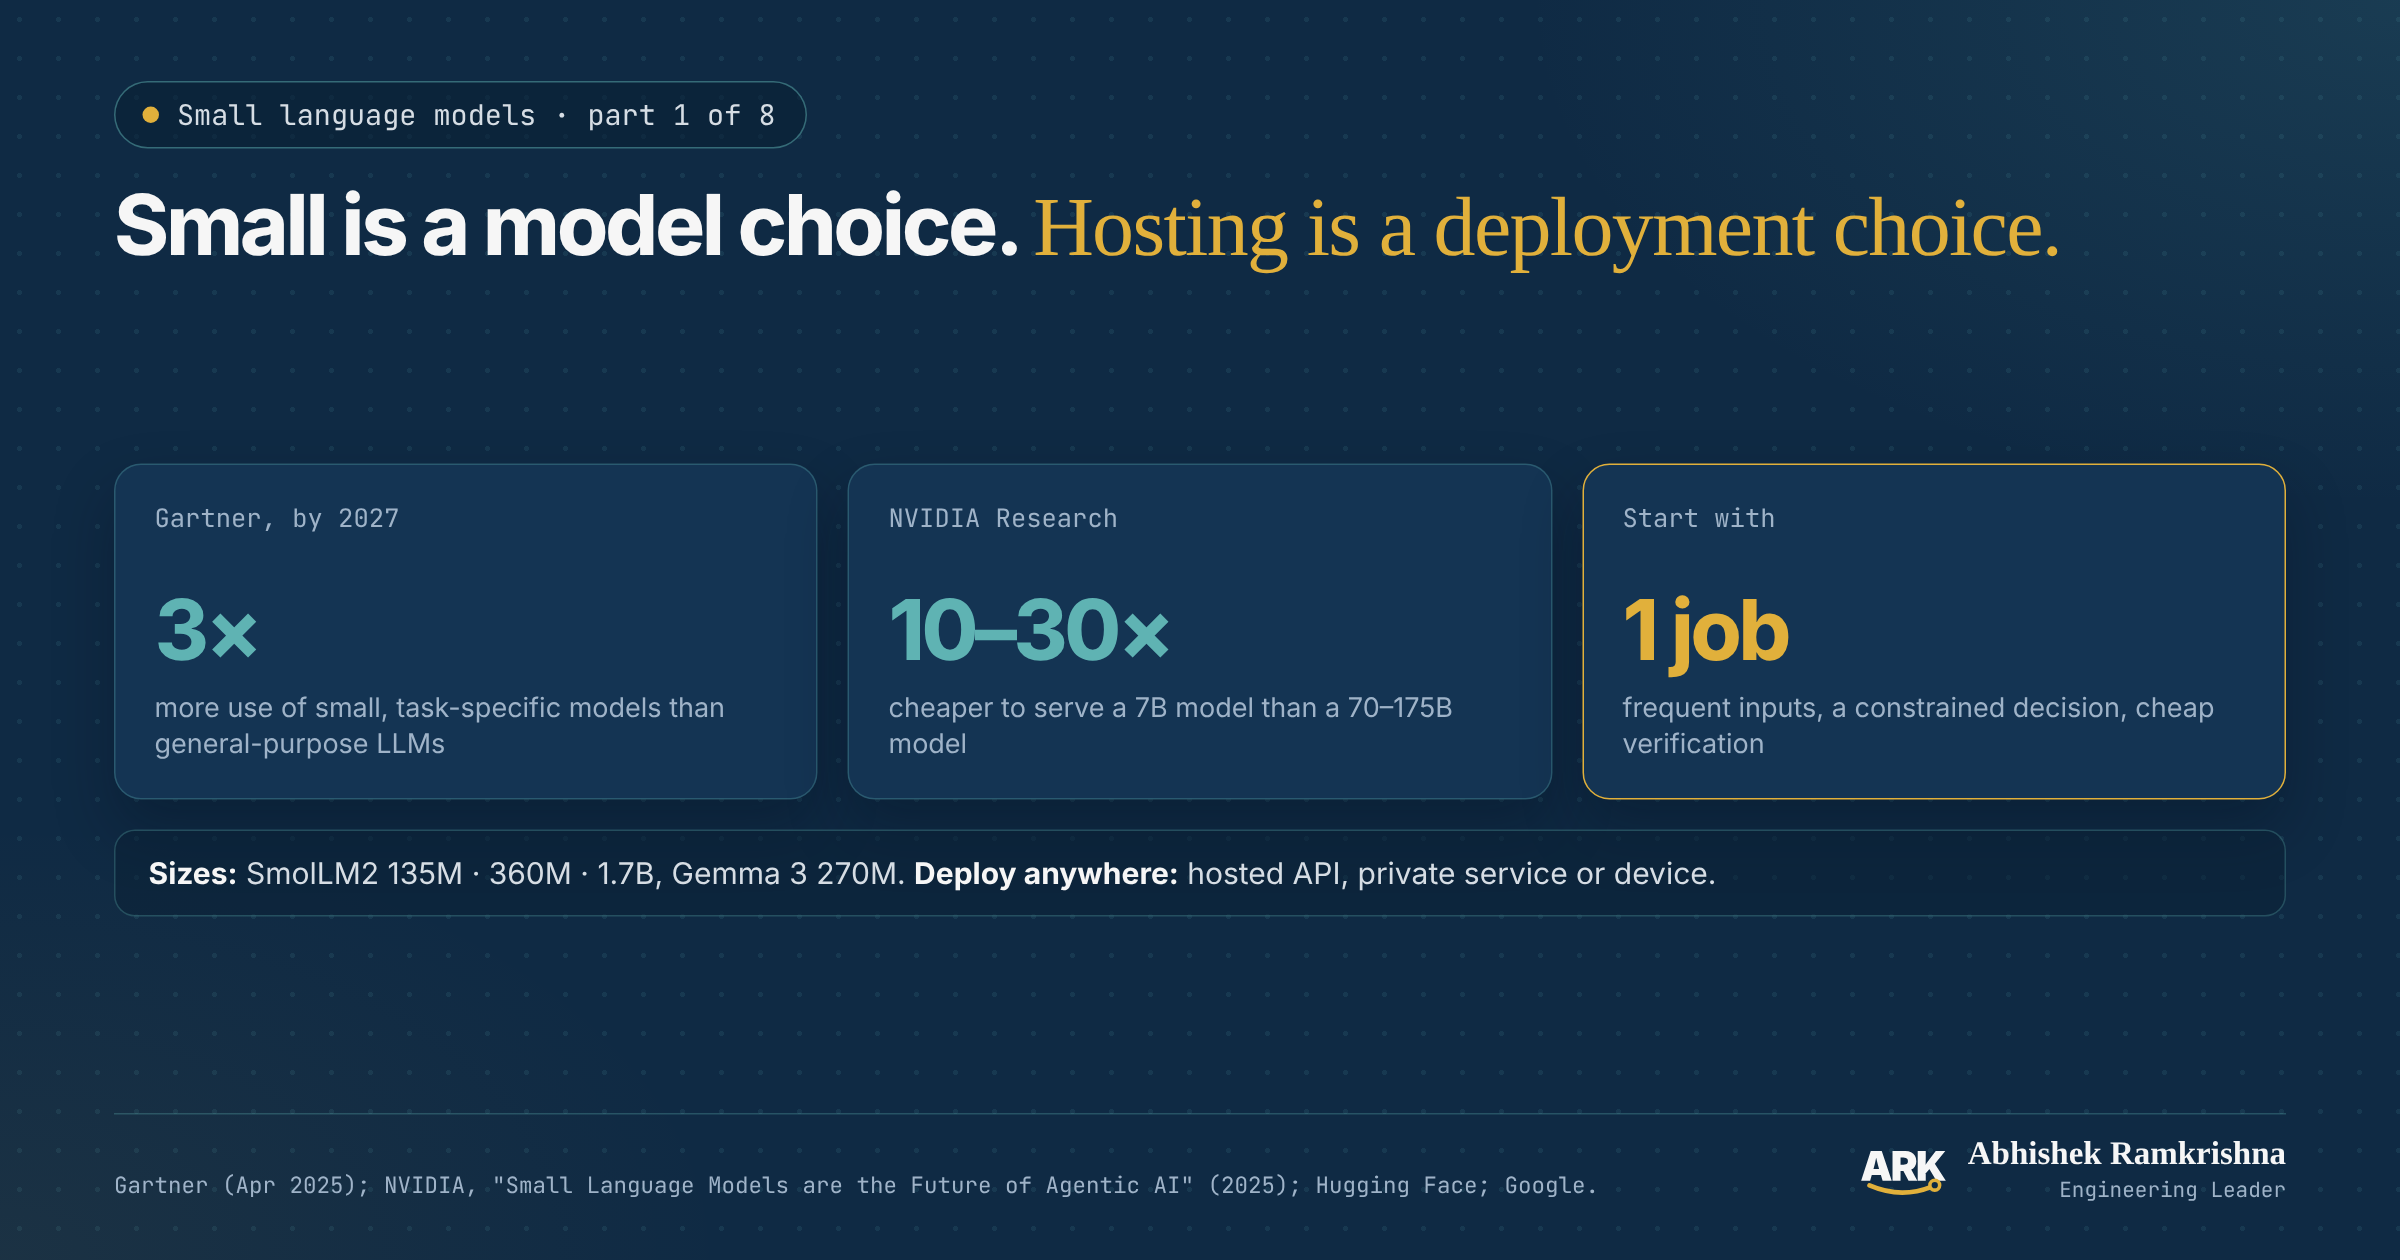 Small language models · part 1 of 8
Small is a model choice. Hosting is a deployment choice.
Gartner, by 2027
3×
more use of small, task-specific models than
general-purpose LLMs
NVIDIA Research
10–30×
cheaper to serve a 7B model than a 70–175B
model
Start with
1 job
frequent inputs, a constrained decision, cheap
verification
Sizes: SmolLM2 135M · 360M · 1.7B, Gemma 3 270M. Deploy anywhere: hosted API, private service or device.
Gartner (Apr 2025); NVIDIA, "Small Language Models are the Future of Agentic AI" (2025); Hugging Face; Google.
ARK
Abhishek Ramkrishna
Engineering Leader